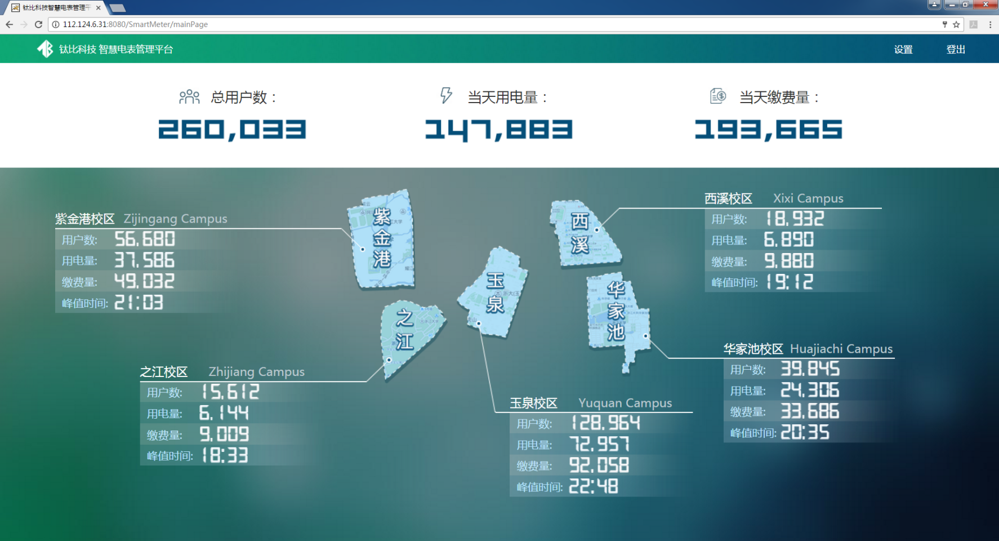 钛比科技智慧电表管理平
112.124.6.31:8080/SmartMeter/mainPage
钛比科技 智慧电表管理平台
设置
登出
总用户数：
当天用电量：
当天缴费量：
260,033
147,883
193,665
紫金港校区 Zijingang Campus
用户数: 56,680
用电量: 37,586
缴费量: 49,032
峰值时间: 21:03
紫金港
西溪
玉泉
华家池
之江
西溪校区 Xixi Campus
用户数: 18,932
用电量: 6,890
缴费量: 9,880
峰值时间: 19:12
之江校区 Zhijiang Campus
用户数: 15,612
用电量: 6,144
缴费量: 9,009
峰值时间: 18:33
玉泉校区 Yuquan Campus
用户数: 128,964
用电量: 72,957
缴费量: 92,058
峰值时间: 22:48
华家池校区 Huajiachi Campus
用户数: 39,845
用电量: 24,306
缴费量: 33,686
峰值时间: 20:35